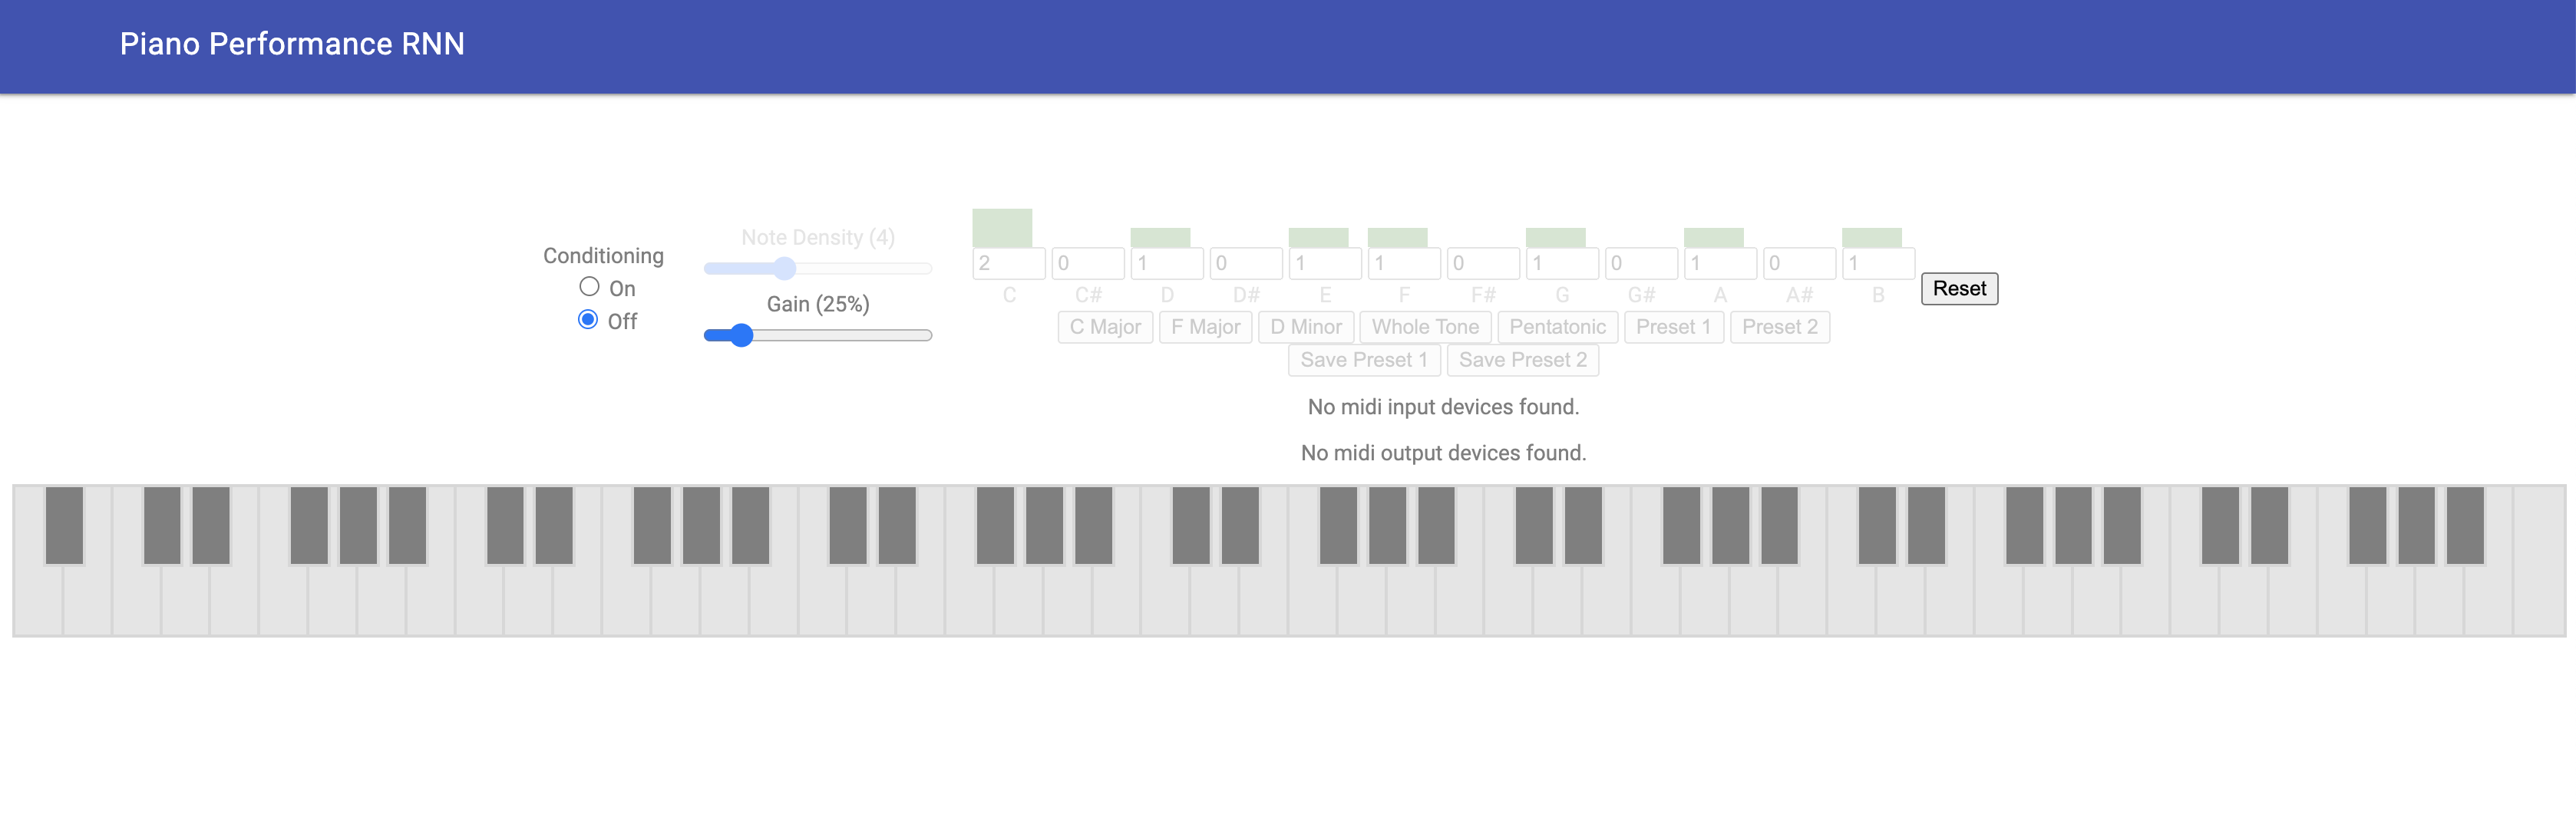 Piano Performance RNN
Conditioning
On
Off
Note Density (4)
Gain (25%)
2 0 1 0 1 1 0 1 0 1 0 1
C C# D D# E F F# G G# A A# B
Reset
C Major F Major D Minor Whole Tone Pentatonic Preset 1 Preset 2
Save Preset 1 Save Preset 2
No midi input devices found.
No midi output devices found.